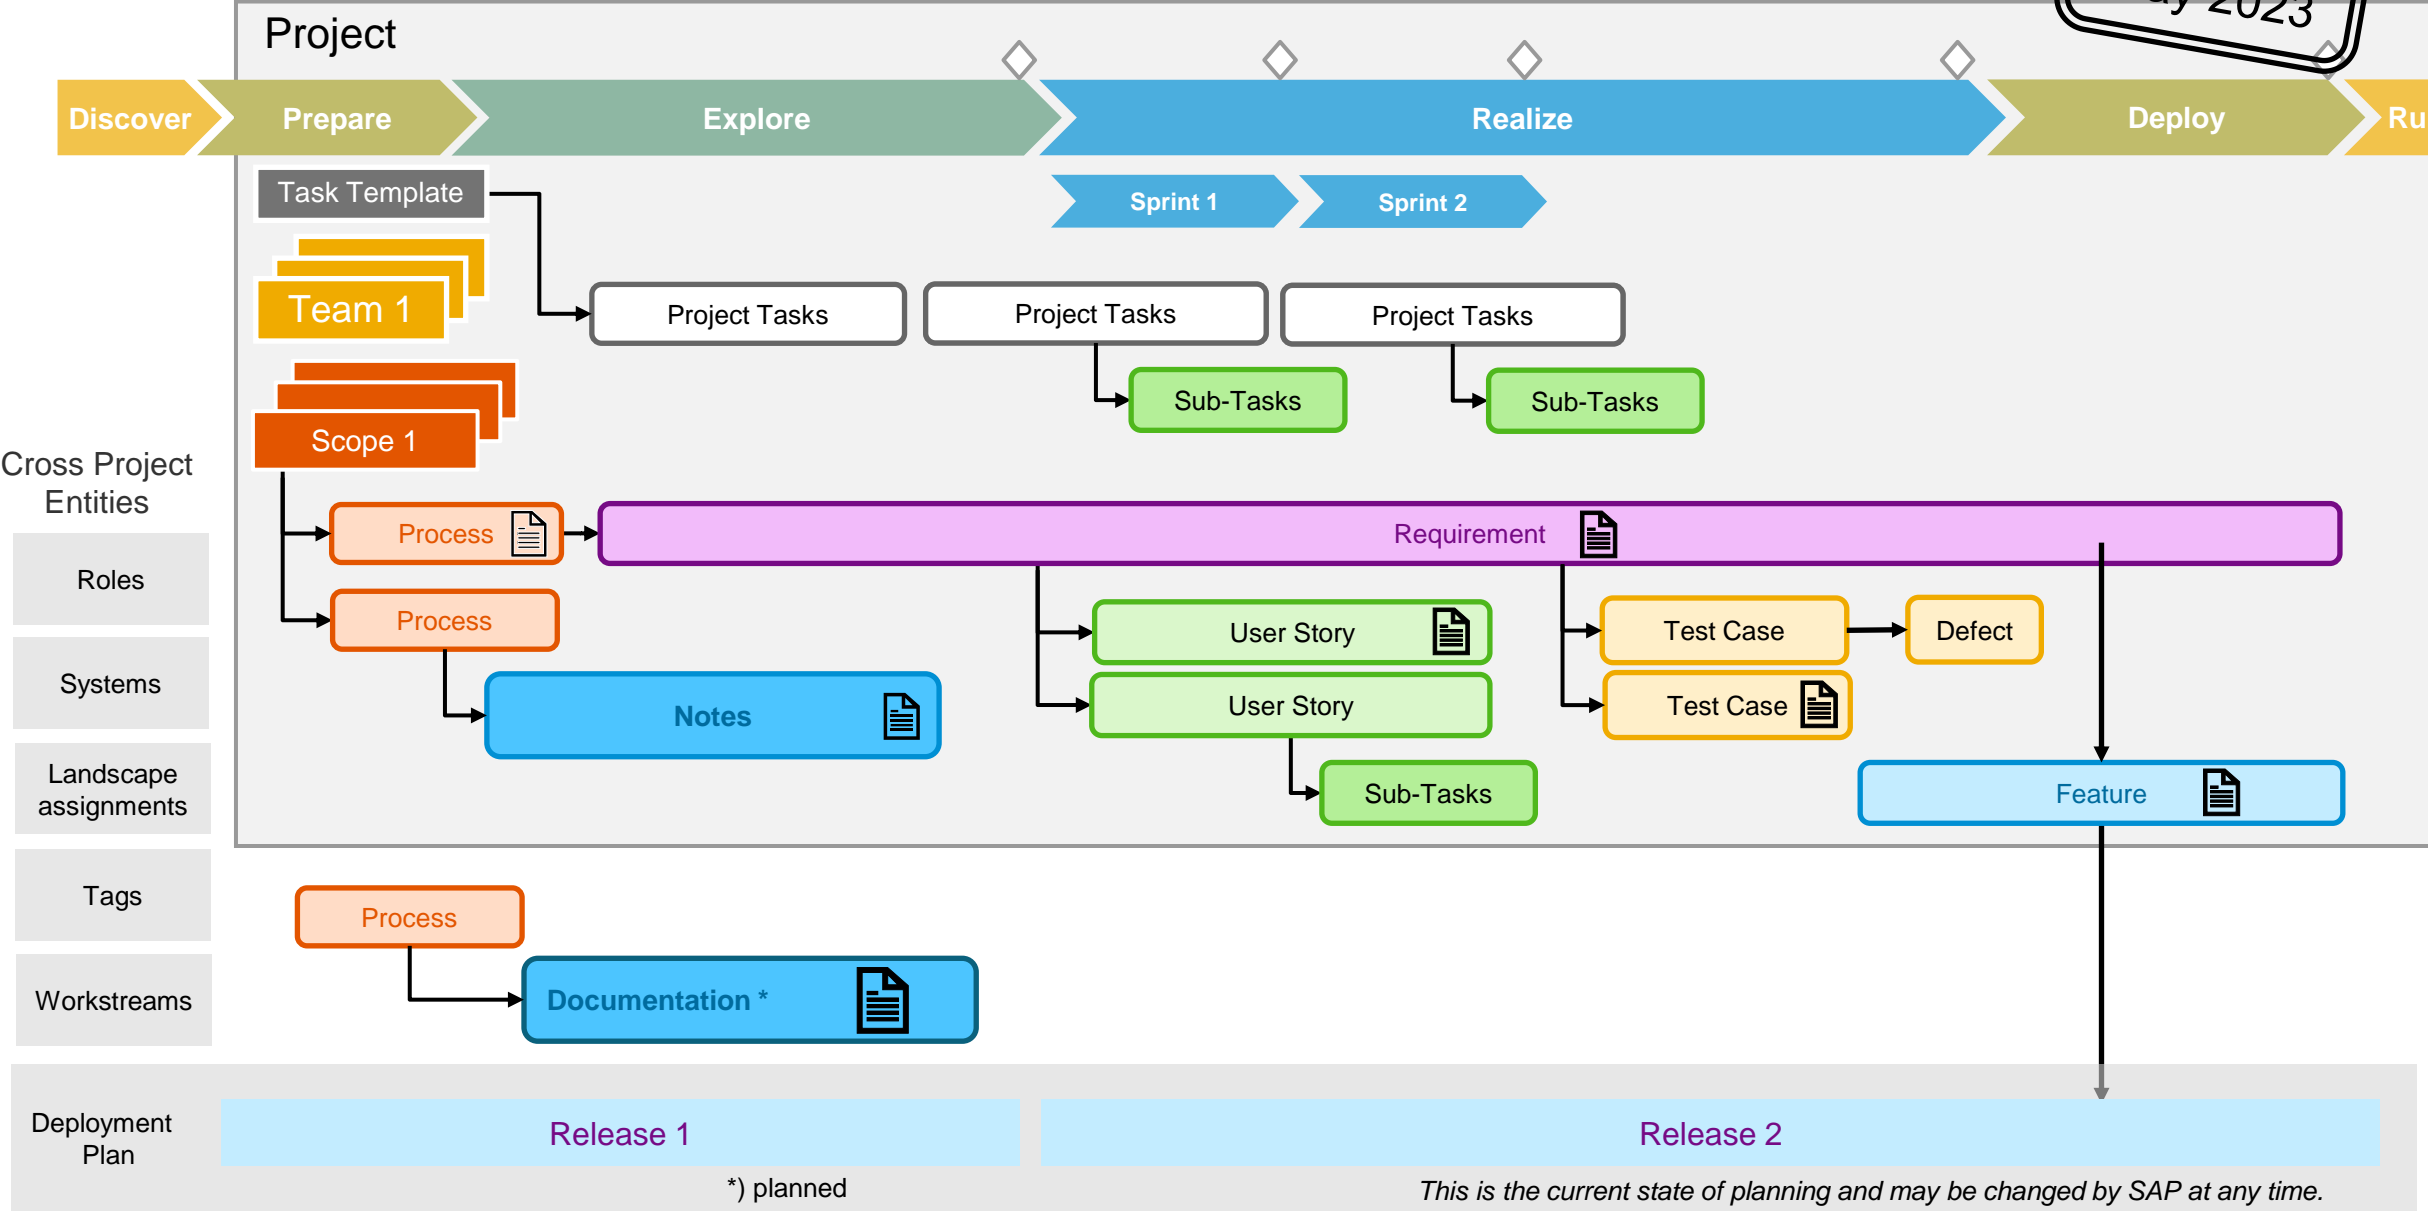 Project
2023
Discover
Prepare
Explore
Realize
Deploy
Task Template
Sprint 1
Sprint 2
Team 1
Project Tasks
Project Tasks
Project Tasks
Sub-Tasks
Sub-Tasks
Scope 1
Cross Project
Entities
Process
Requirement
Roles
Process
User Story
Test Case
Defect
Systems
Notes
User Story
Test Case
Landscape
assignments
Sub-Tasks
Feature
Tags
Process
Workstreams
Documentation *
Deployment
Plan
Release 1
Release 2
*) planned
This is the current state of planning and may be changed by SAP at any time.